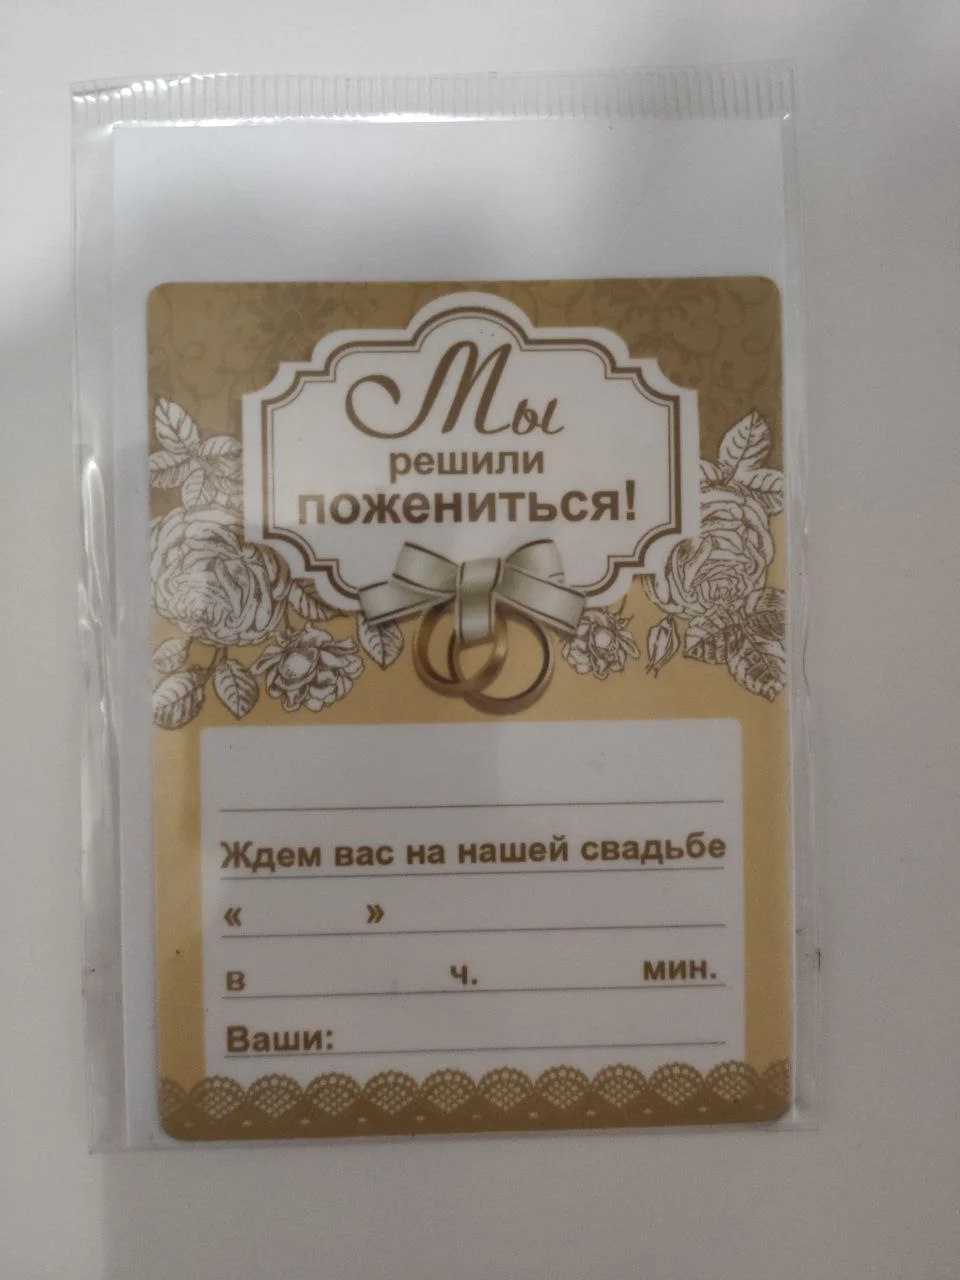 Мы
решили
пожениться!
Ждем вас на нашей свадьбе
« »
в ч. мин.
Ваши: